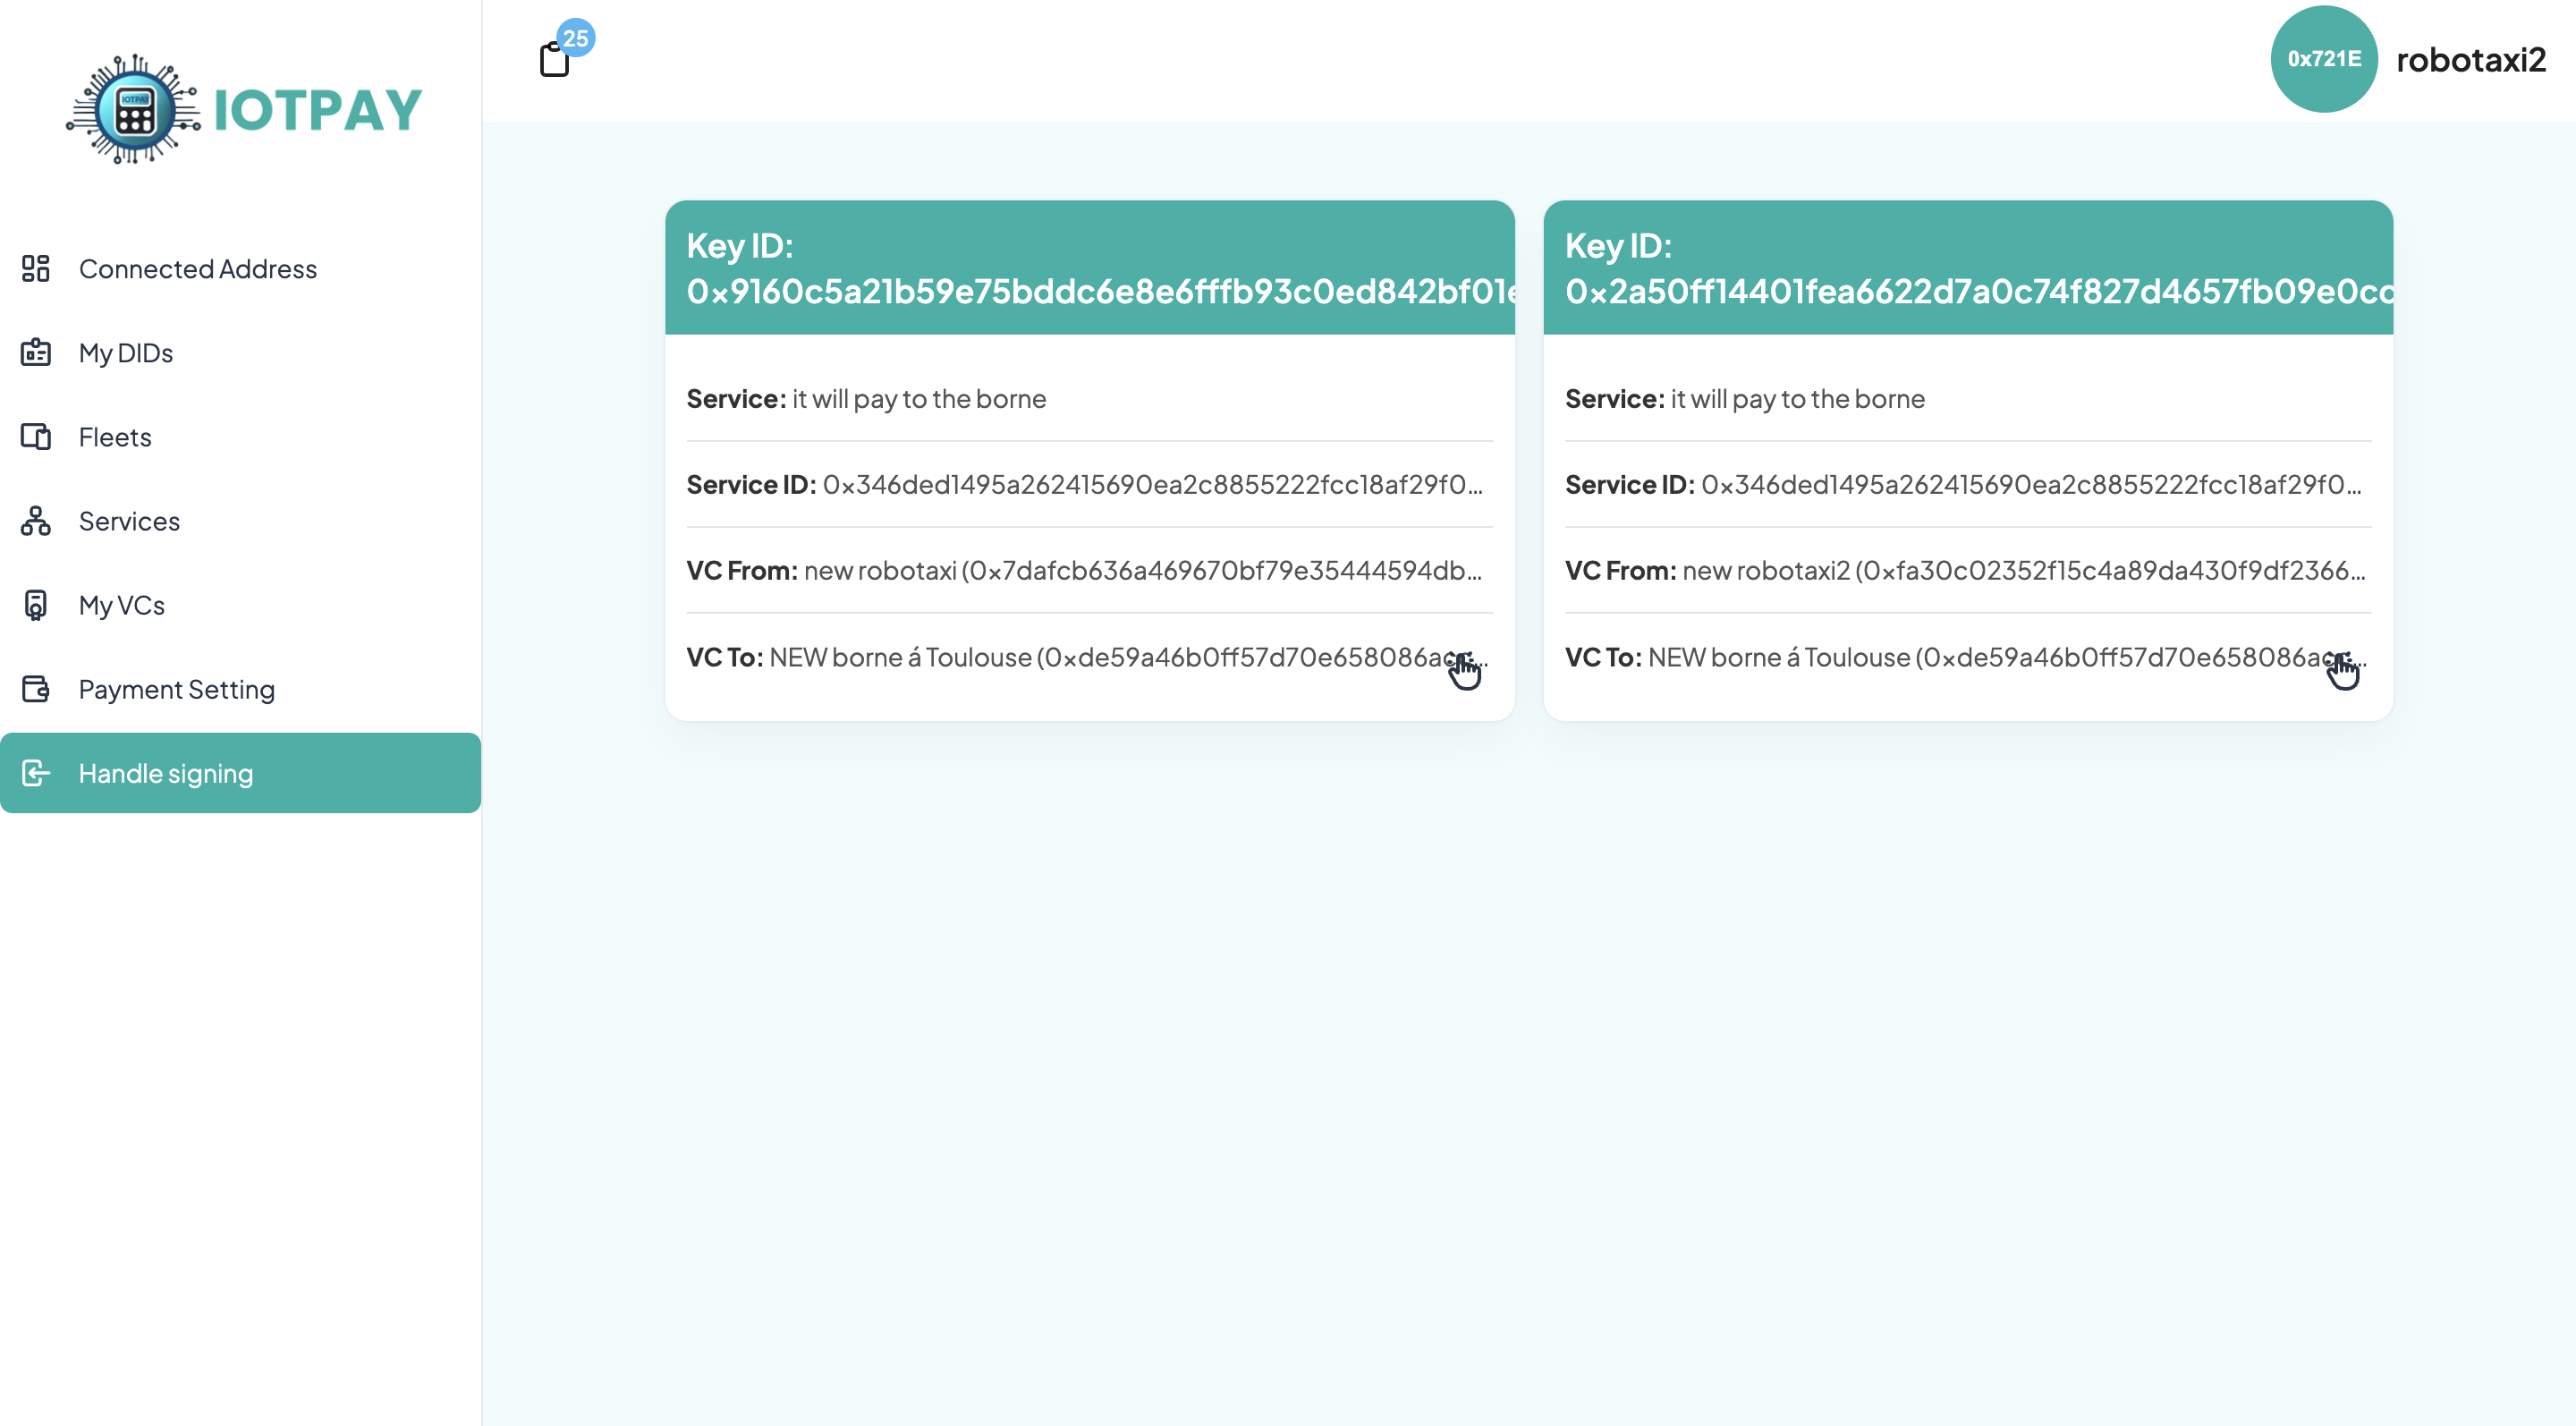 IOTPAY
IOTPAY
Connected Address
My DIDs
Fleets
Services
My VCs
Payment Setting
Handle signing
25
0x721E
robotaxi2
Key ID:
0x9160c5a21b59e75bddc6e8e6fffb93c0ed842bf01e
Service: it will pay to the borne
Service ID: 0x346ded1495a262415690ea2c8855222fcc18af29f0...
VC From: new robotaxi (0x7dafcb636a469670bf79e35444594db...
VC To: NEW borne á Toulouse (0xde59a46b0ff57d70e658086ac...
Key ID:
0x2a50ff14401fea6622d7a0c74f827d4657fb09e0cc
Service: it will pay to the borne
Service ID: 0x346ded1495a262415690ea2c8855222fcc18af29f0...
VC From: new robotaxi2 (0xfa30c02352f15c4a89da430f9df2366...
VC To: NEW borne á Toulouse (0xde59a46b0ff57d70e658086ac...